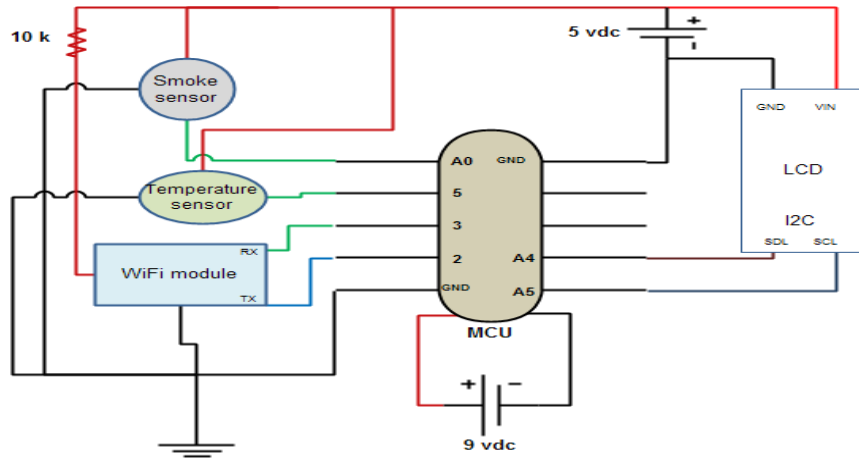 10 k
5 vdc
+
-
Smoke
sensor
GND
VIN
A0
GND
LCD
Temperature
sensor
5
3
I2C
RX
SDL
SCL
WiFi module
2
A4
TX
GND
A5
MCU
+
−
9 vdc